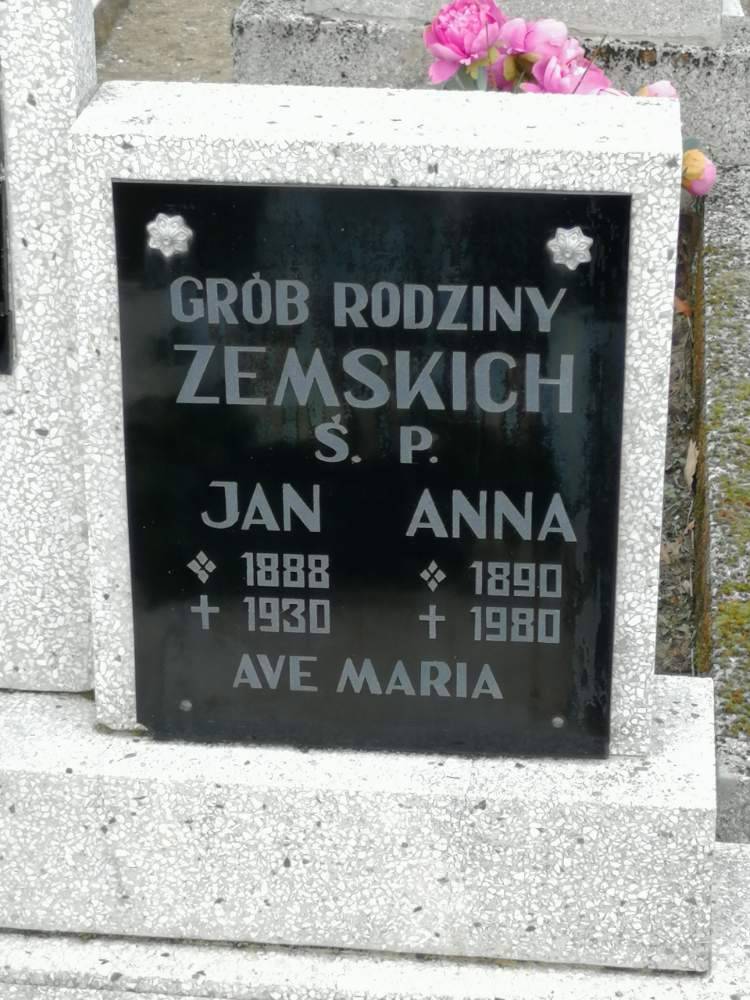 GRÓB RODZINY
ZEMSKICH
Ś. P.
JAN ANNA
1888 1890
1930 1980
AVE MARIA